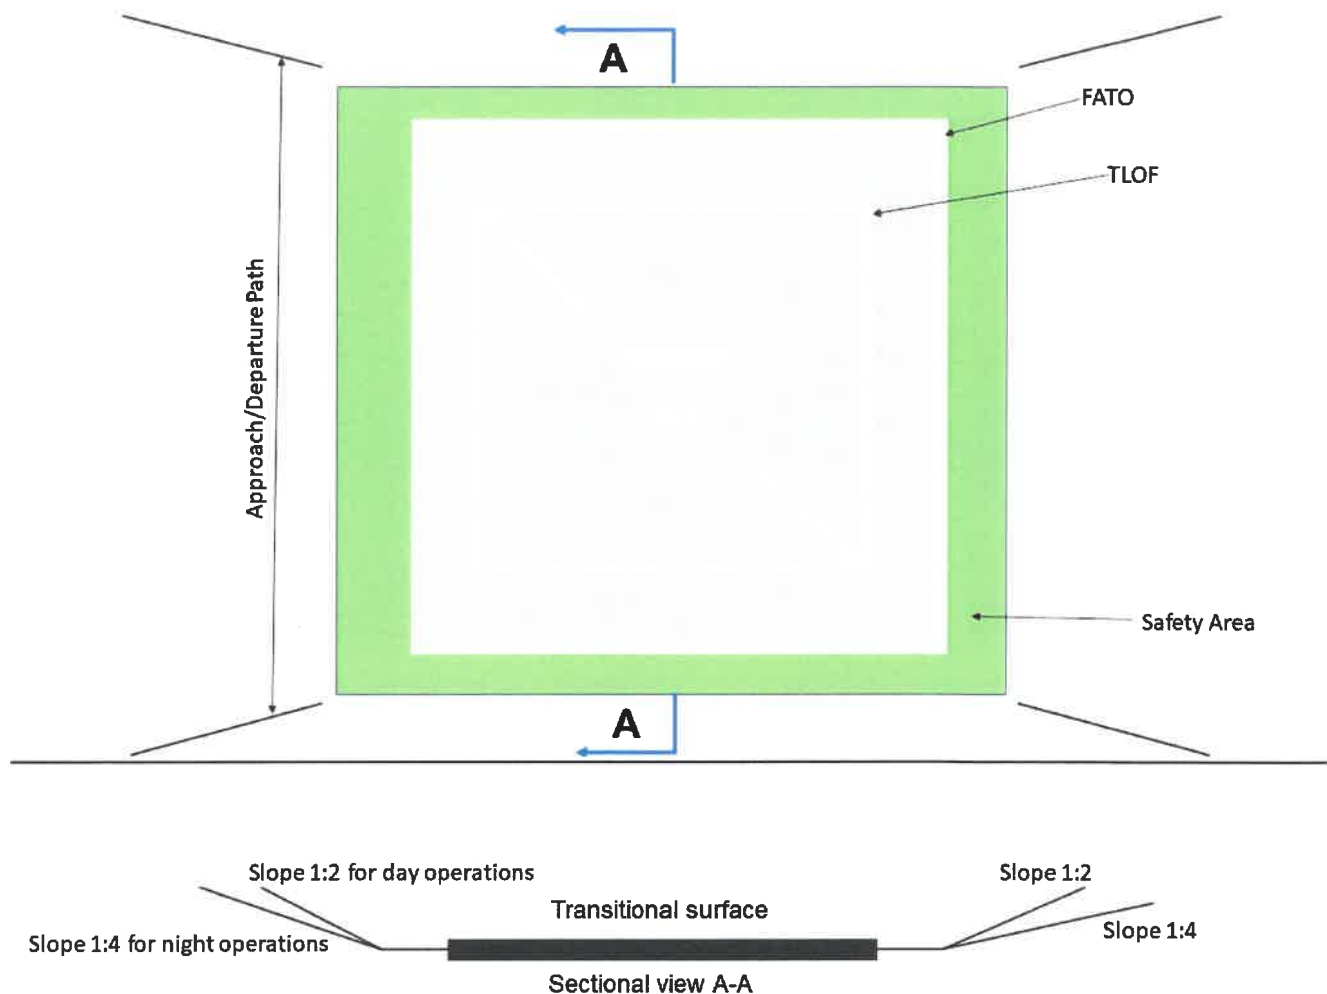 A
FATO
TLOF
Approach/Departure Path
Safety Area
A
Slope 1:2 for day operations
Slope 1:2
Transitional surface
Slope 1:4 for night operations
Slope 1:4
Sectional view A-A